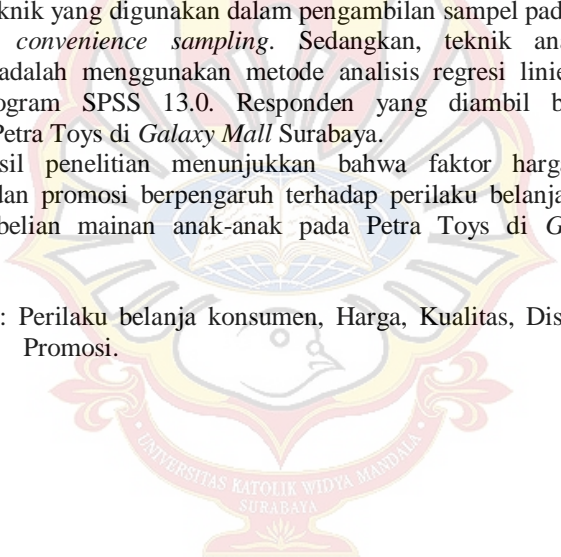 knik yang digunakan dalam pengambilan sampel pad
convenience sampling. Sedangkan, teknik ana
adalah menggunakan metode analisis regresi linie
ogram SPSS 13.0. Responden yang diambil b
Petra Toys di Galaxy Mall Surabaya.
sil penelitian menunjukkan bahwa faktor harga
dan promosi berpengaruh terhadap perilaku belanja
belian mainan anak-anak pada Petra Toys di G
: Perilaku belanja konsumen, Harga, Kualitas, Dis
Promosi.
UNIVERSITAS KATOLIK WIDYA MANDALA
SURABAYA